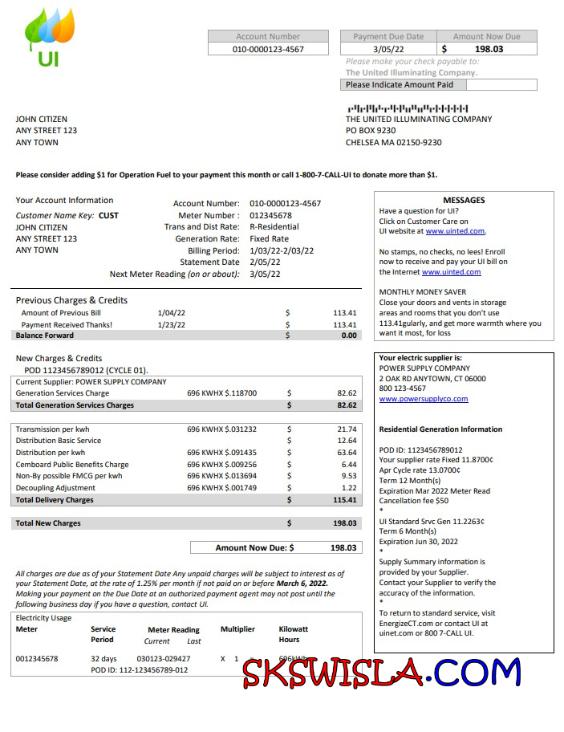 UI
Account Number
010-0000123-4567
Payment Due Date Amount Now Due
3/05/22 $ 198.03
Please make your check payable to:
The United Illuminating Company.
Please Indicate Amount Paid
JOHN CITIZEN
ANY STREET 123
ANY TOWN
THE UNITED ILLUMINATING COMPANY
PO BOX 9230
CHELSEA MA 02150-9230
Please consider adding $1 for Operation Fuel to your payment this month or call 1-800-7-CALL-UI to donate more than $1.
Your Account Information
Customer Name Key: CUST
JOHN CITIZEN
ANY STREET 123
ANY TOWN
Account Number: 010-0000123-4567
Meter Number : 012345678
Trans and Dist Rate: R-Residential
Generation Rate: Fixed Rate
Billing Period: 1/03/22-2/03/22
Statement Date 2/05/22
Next Meter Reading (on or about): 3/05/22
MESSAGES
Have a question for UI?
Click on Customer Care on
UI website at www.uinted.com.
No stamps, no checks, no lees! Enroll
now to receive and pay your UI bill on
the Internet www.uinted.com
MONTHLY MONEY SAVER
Close your doors and vents in storage
areas and rooms that you don't use
113.41gularly, and get more warmth where you
want it most, for loss
Previous Charges & Credits
Amount of Previous Bill 1/04/22 $ 113.41
Payment Received Thanks! 1/23/22 $ 113.41
Balance Forward $ 0.00
New Charges & Credits
POD 1123456789012 (CYCLE 01).
Current Supplier: POWER SUPPLY COMPANY
Generation Services Charge 696 KWHX $.118700 $ 82.62
Total Generation Services Charges $ 82.62
Transmission per kwh 696 KWHX $.031232 $ 21.74
Distribution Basic Service 12.64
Distribution per kwh 696 KWHX $.091435 63.64
Cemboard Public Benefits Charge 696 KWHX $.009256 6.44
Non-By possible FMCG per kwh 696 KWHX $.013694 9.53
Decoupling Adjustment 696 KWHX $.001749 1.22
Total Delivery Charges $ 115.41
Total New Charges $ 198.03
Amount Now Due: $ 198.03
Your electric supplier is:
POWER SUPPLY COMPANY
2 OAK RD ANYTOWN, CT 06000
800 123-4567
www.powersupplyco.com
Residential Generation Information
POD ID: 1123456789012
Your supplier rate Fixed 11.8700¢
Apr Cycle rate 13.0700¢
Term 12 Month(s)
Expiration Mar 2022 Meter Read
Cancellation fee $50
*
UI Standard Srvc Gen 11.2263¢
Term 6 Month(s)
Expiration Jun 30, 2022
*
Supply Summary information is
provided by your Supplier.
Contact your Supplier to verify the
accuracy of the information.
*
To return to standard service, visit
EnergizeCT.com or contact UI at
uinet.com or 800 7-CALL UI.
All charges are due as of your Statement Date Any unpaid charges will be subject to interest as of
your Statement Date, at the rate of 1.25% per month if not paid on or before March 6, 2022.
Making your payment on the Due Date at an authorized payment agent may not post until the
following business day if you have a question, contact UI.
Electricity Usage
Meter Service Period Meter Reading Current Last Multiplier Kilowatt Hours
0012345678 32 days 030123-029427 X 1
POD ID: 112-123456789-012
SKSWISLA.COM